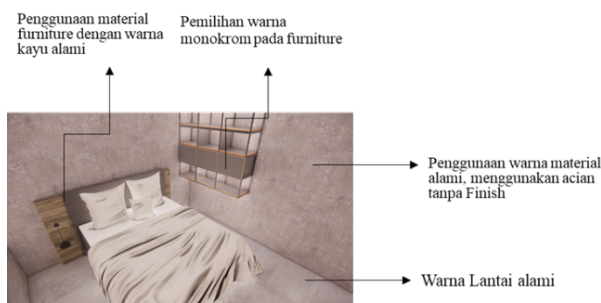 Penggunaan material
furniture dengan warna
kayu alami
Pemilihan warna
monokrom pada furniture
Penggunaan warna material
alami, menggunakan acian
tanpa Finish
Warna Lantai alami